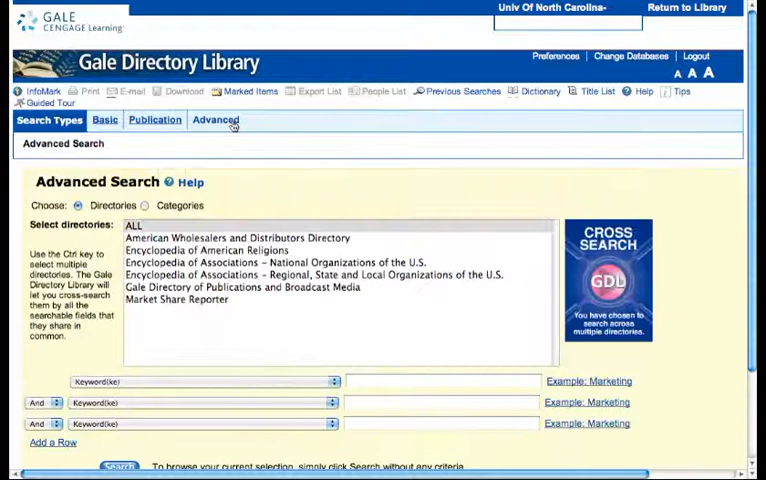 Univ Of North Carolina- Return to Library
GALE
CENGAGE Learning
Gale Directory Library
Preferences Change Databases Logout
A A A
InfoMark Print E-mail Download Marked Items Export List People List Previous Searches Dictionary Title List Help Tips
Guided Tour
Search Types Basic Publication Advanced
Advanced Search
Advanced Search Help
Choose: Directories Categories
Select directories:
ALL
American Wholesalers and Distributors Directory
Encyclopedia of American Religions
Encyclopedia of Associations – National Organizations of the U.S.
Encyclopedia of Associations – Regional, State and Local Organizations of the U.S.
Gale Directory of Publications and Broadcast Media
Market Share Reporter
Use the Ctrl key to
select multiple
directories. The Gale
Directory Library will
let you cross-search
them by all the
searchable fields that
they share in
common.
CROSS
SEARCH
GDL
You have chosen to
search across
multiple directories.
Keyword(ke) Example: Marketing
And Keyword(ke) Example: Marketing
And Keyword(ke) Example: Marketing
Add a Row
Search To browse your current selection, simply click Search without any criteria